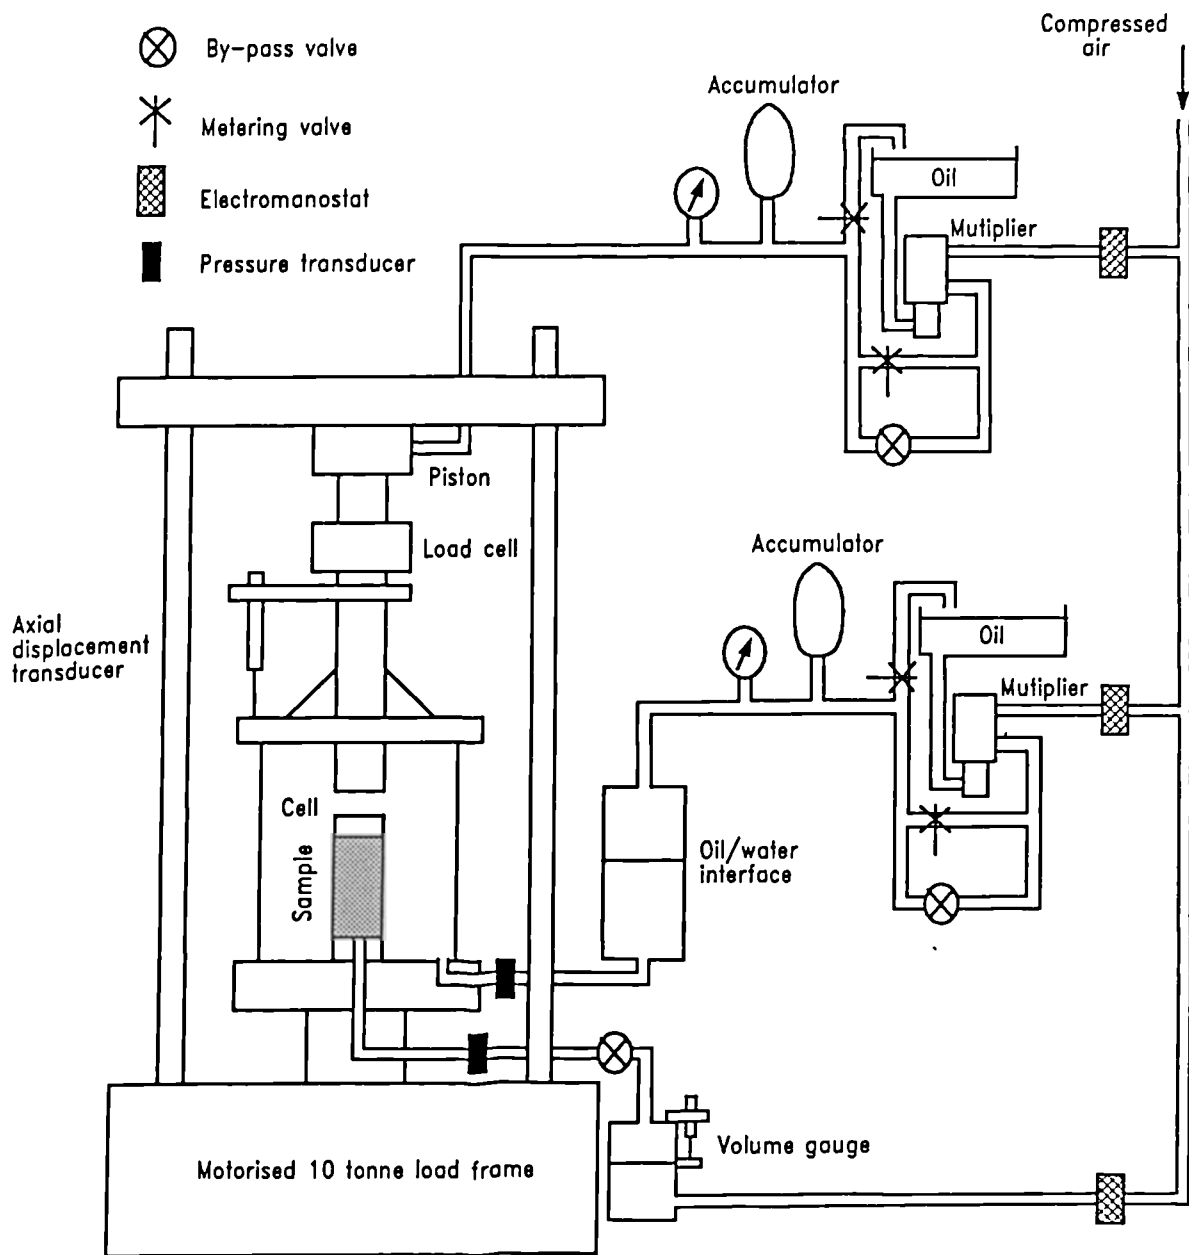 Compressed
air
By-pass valve
Accumulator
Metering valve
Oil
Electromanostat
Mutiplier
Pressure transducer
Piston
Load cell
Accumulator
Axial
displacement
transducer
Oil
Mutiplier
Cell
Sample
Oil/water
interface
Volume gauge
Motorised 10 tonne load frame